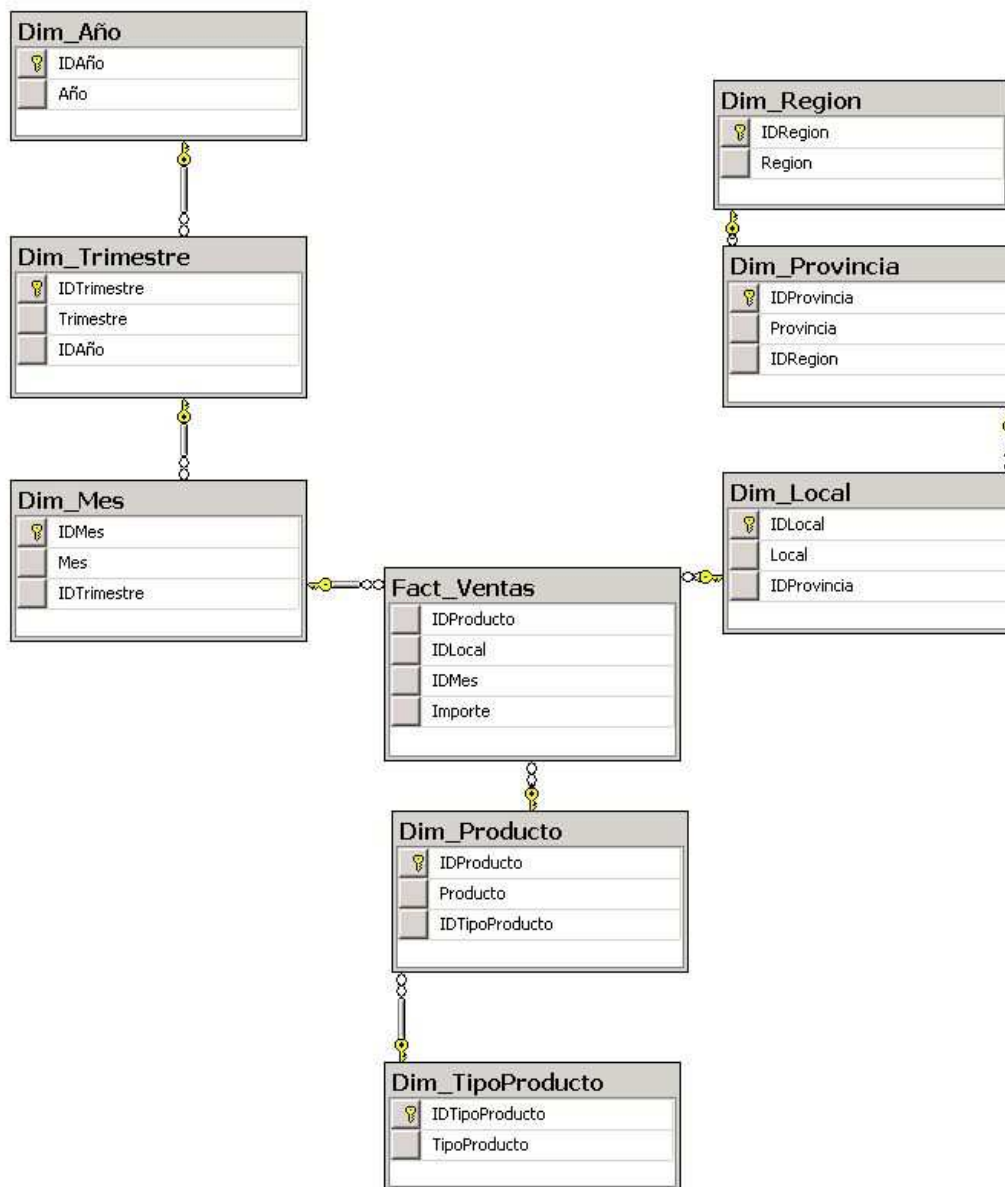 Dim_Año
IDAño
Año
Dim_Trimestre
IDTrimestre
Trimestre
IDAño
Dim_Mes
IDMes
Mes
IDTrimestre
Dim_Region
IDRegion
Region
Dim_Provincia
IDProvincia
Provincia
IDRegion
Dim_Local
IDLocal
Local
IDProvincia
Fact_Ventas
IDProducto
IDLocal
IDMes
Importe
Dim_Producto
IDProducto
Producto
IDTipoProducto
Dim_TipoProducto
IDTipoProducto
TipoProducto